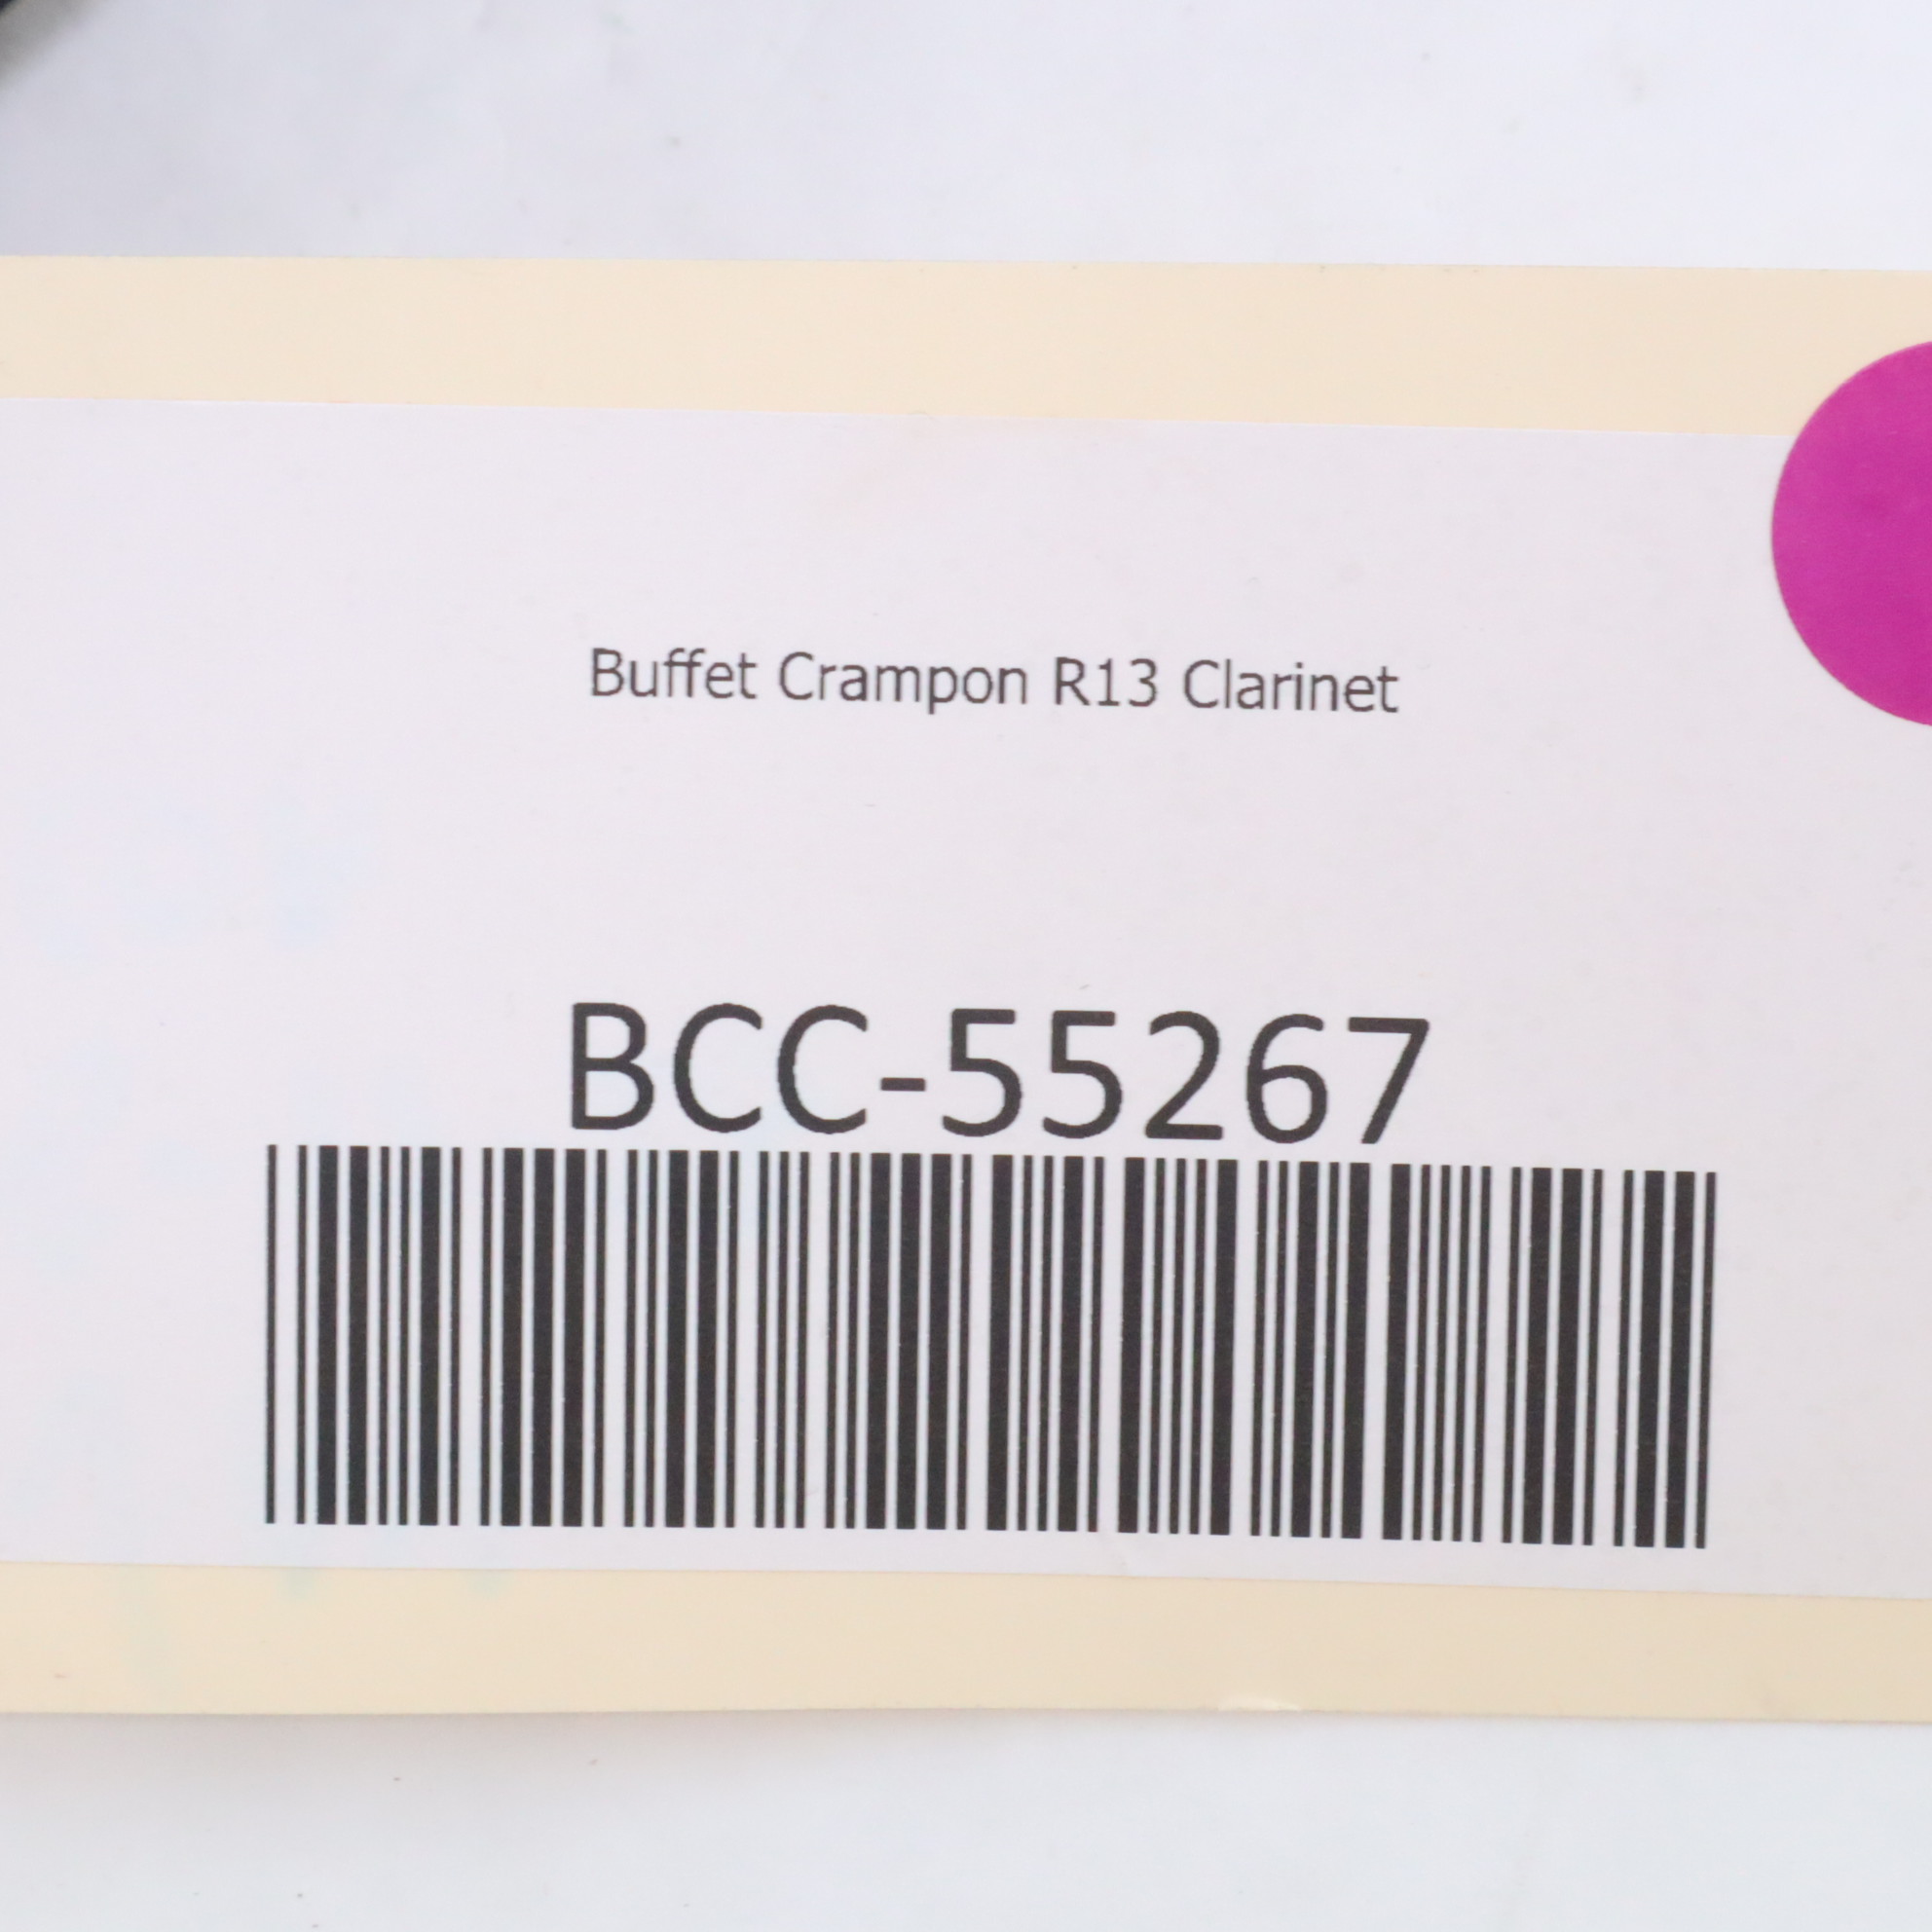 Buffet Crampon R13 Clarinet
BCC-55267